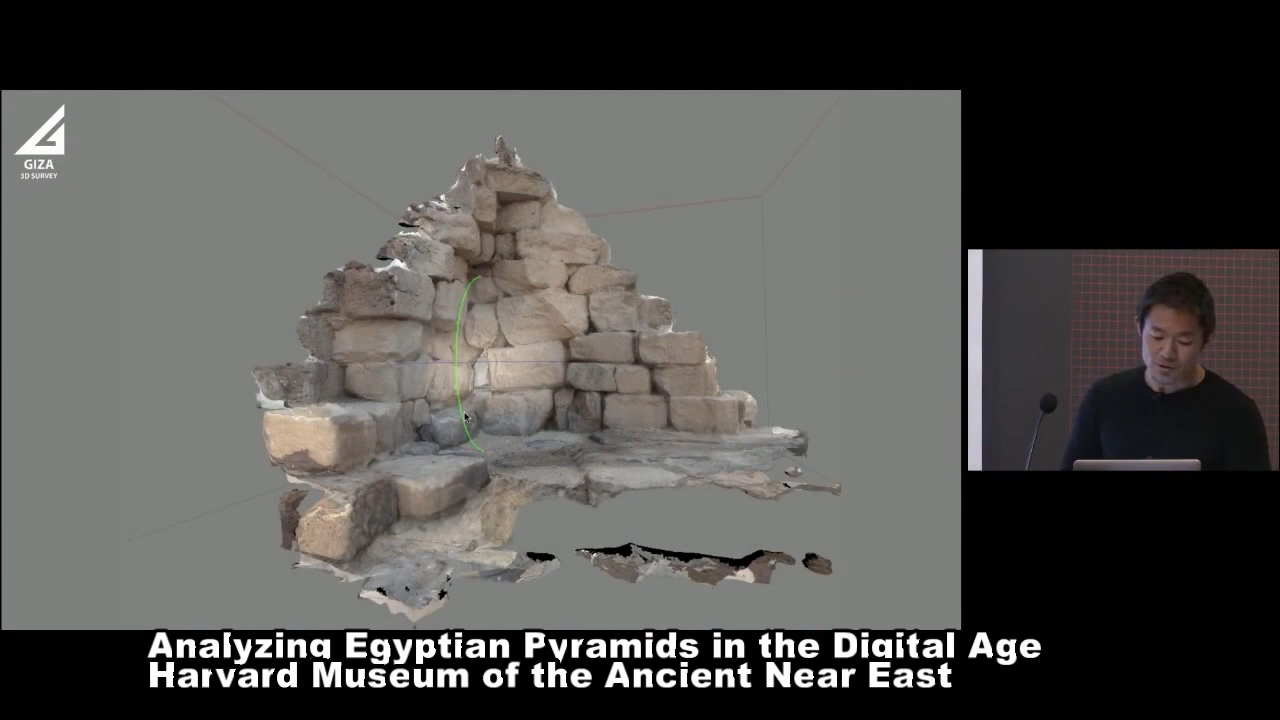 GIZA
3D SURVEY
Analyzing Egyptian Pyramids in the Digital Age
Harvard Museum of the Ancient Near East